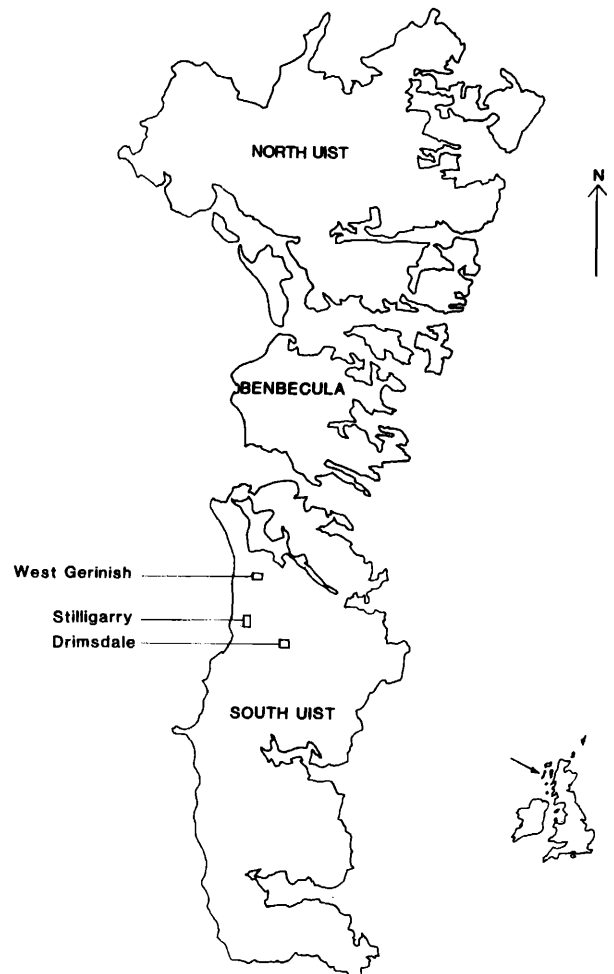 NORTH UIST
N
BENBECULA
West Gerinish
Stilligarry
Drimsdale
SOUTH UIST